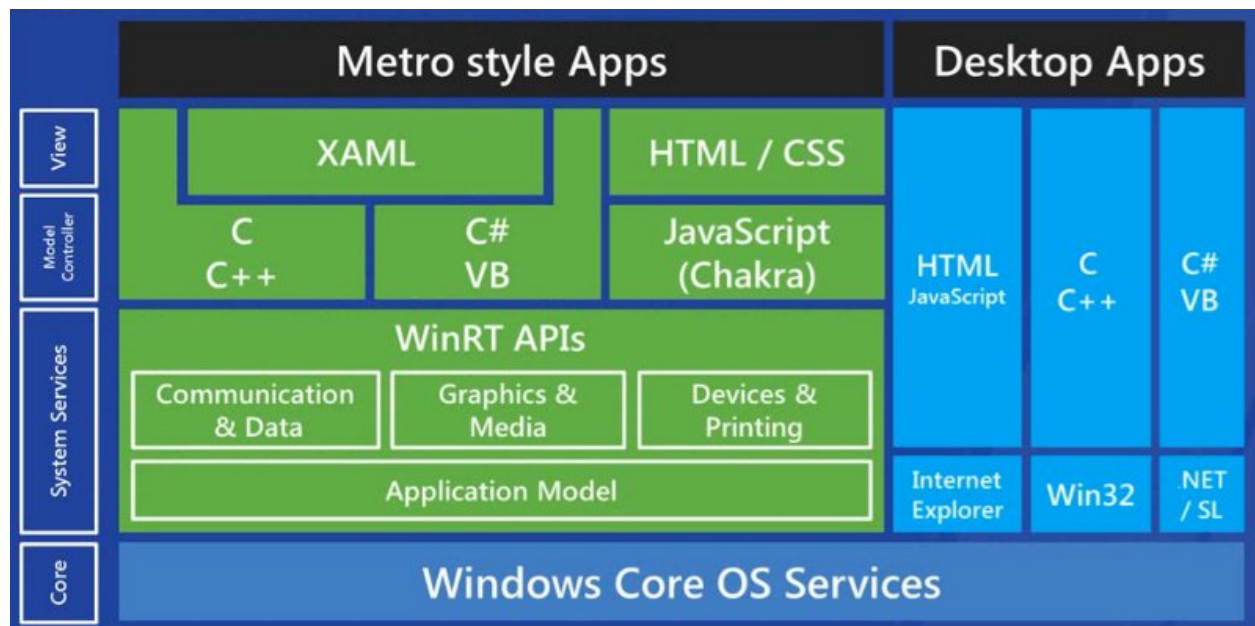 Metro style Apps
Desktop Apps
View
XAML
HTML / CSS
Model
Controller
C
C++
C#
VB
JavaScript
(Chakra)
HTML
JavaScript
C
C++
C#
VB
System Services
WinRT APIs
Communication
& Data
Graphics &
Media
Devices &
Printing
Application Model
Internet
Explorer
Win32
.NET
/ SL
Core
Windows Core OS Services